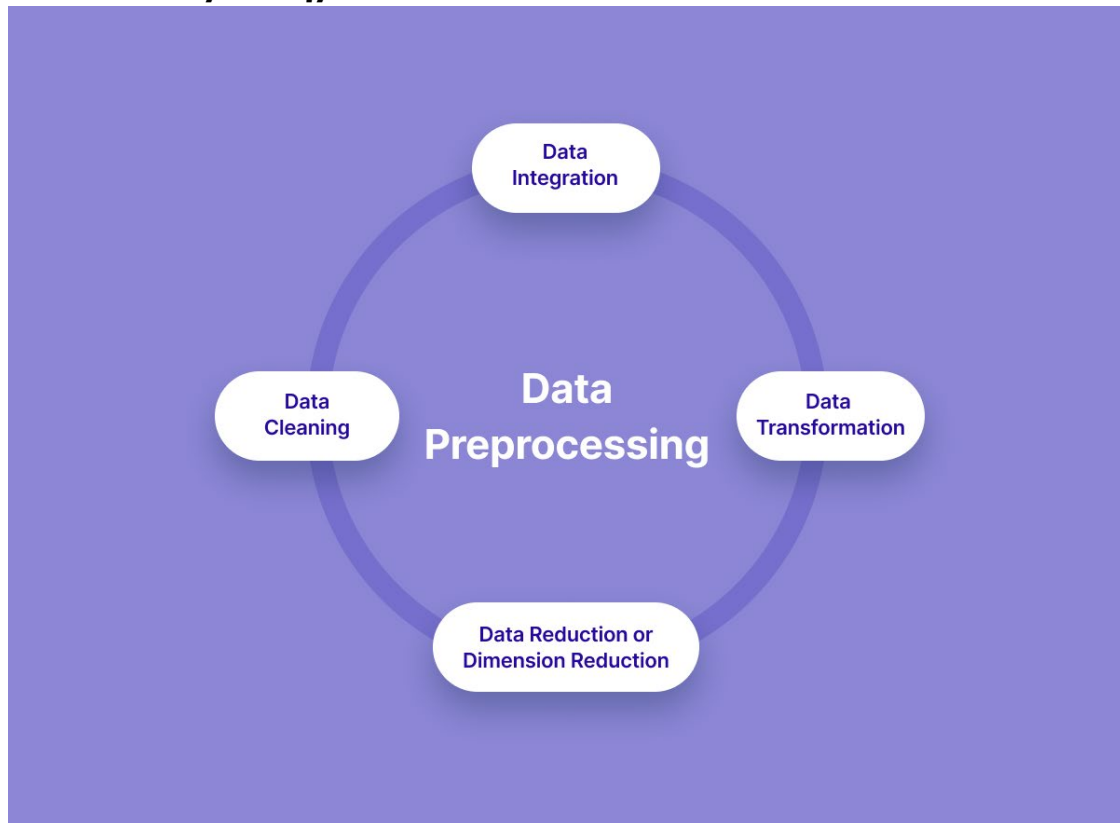 Data
Integration
Data
Cleaning
Data
Preprocessing
Data
Transformation
Data Reduction or
Dimension Reduction